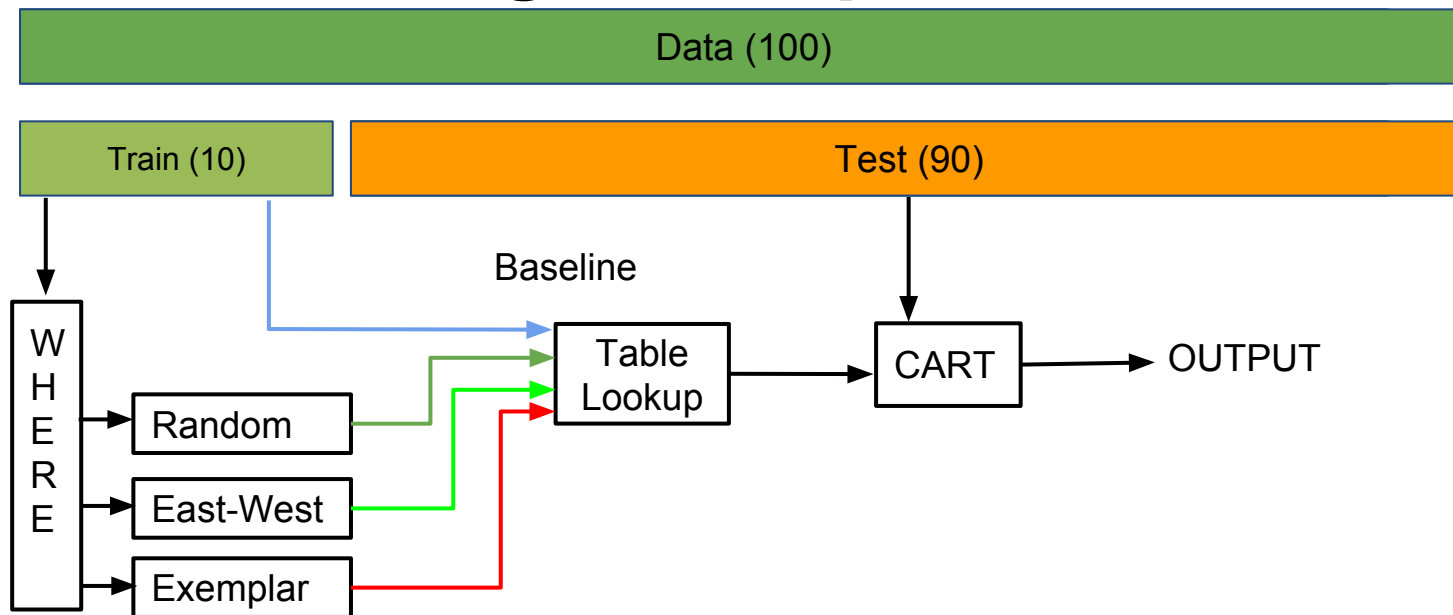 Data (100)
Train (10)
Test (90)
Baseline
W
H
E
R
E
Table
Lookup
CART
OUTPUT
Random
East-West
Exemplar